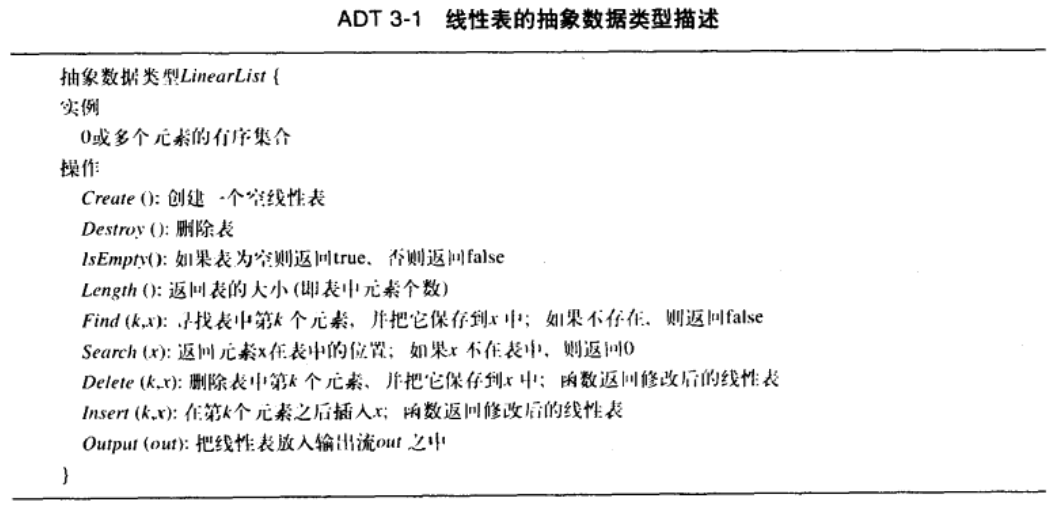 ADT 3-1 线性表的抽象数据类型描述
抽象数据类型LinearList {
实例
0或多个元素的有序集合
操作
Create (): 创建一个空线性表
Destroy (): 删除表
IsEmpty(): 如果表为空则返回true, 否则返回false
Length (): 返回表的大小 (即表中元素个数)
Find (k,x): 寻找表中第k 个元素, 并把它保存到x 中; 如果不存在, 则返回false
Search (x): 返回元素x在表中的位置; 如果x 不在表中, 则返回0
Delete (k,x): 删除表中第k 个元素, 并把它保存到x 中; 函数返回修改后的线性表
Insert (k,x): 在第k个元素之后插入x; 函数返回修改后的线性表
Output (out): 把线性表放入输出流out 之中
}